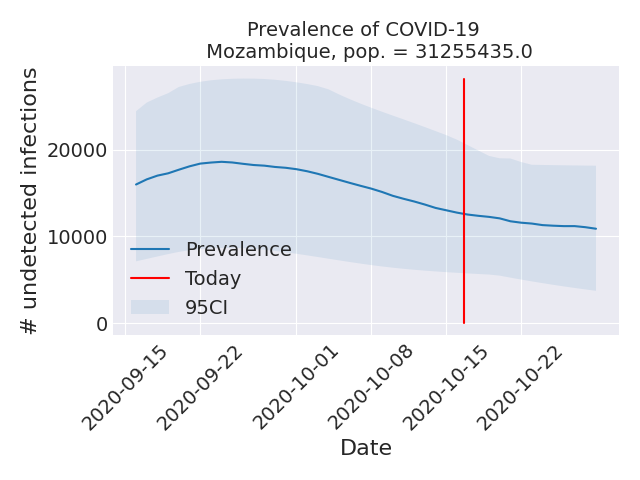 Prevalence of COVID-19
Mozambique, pop. = 31255435.0
# undetected infections
20000
10000
0
Prevalence
Today
95CI
2020-09-15
2020-09-22
2020-10-01
2020-10-08
2020-10-15
2020-10-22
Date